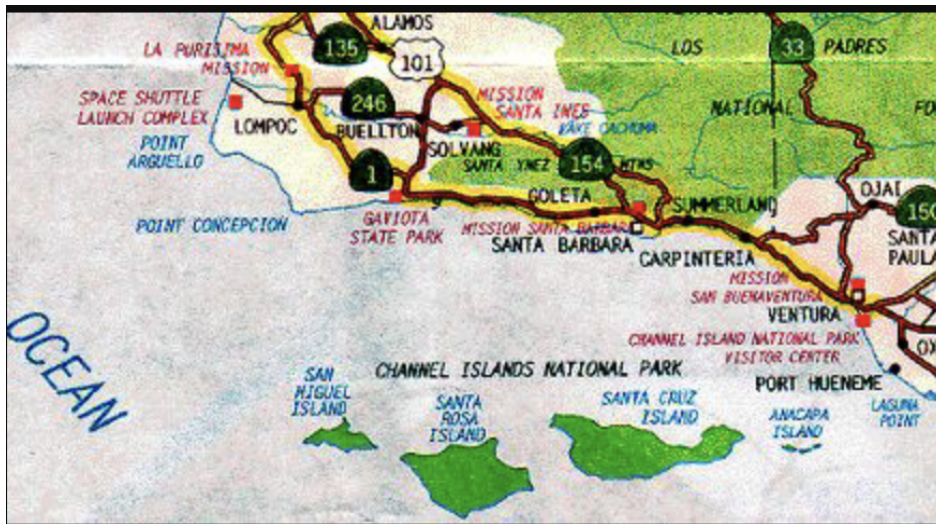 ALAMOS
135
101
33
LOS PADRES
NATIONAL
FO
LA PURISIMA
MISSION
SPACE SHUTTLE
LAUNCH COMPLEX
246
MISSION
SANTA INES
LAKE CACHUMA
LOMPOC
BUELLTON
SOLVANG
POINT
ARGUELLO
SANTA YNEZ MTNS
154
1
GOLETA
SUMMERLAND
OJAI
150
POINT CONCEPCION
GAVIOTA
STATE PARK
MISSION SANTA BARBARA
SANTA BARBARA
CARPINTERIA
SANTA
PAULA
MISSION
SAN BUENAVENTURA
VENTURA
OCEAN
CHANNEL ISLAND NATIONAL PARK
VISITOR CENTER
OX
CHANNEL ISLANDS NATIONAL PARK
PORT HUENEME
SAN
MIGUEL
ISLAND
SANTA
ROSA
ISLAND
SANTA CRUZ
ISLAND
ANACAPA
ISLAND
LAGUNA
POINT